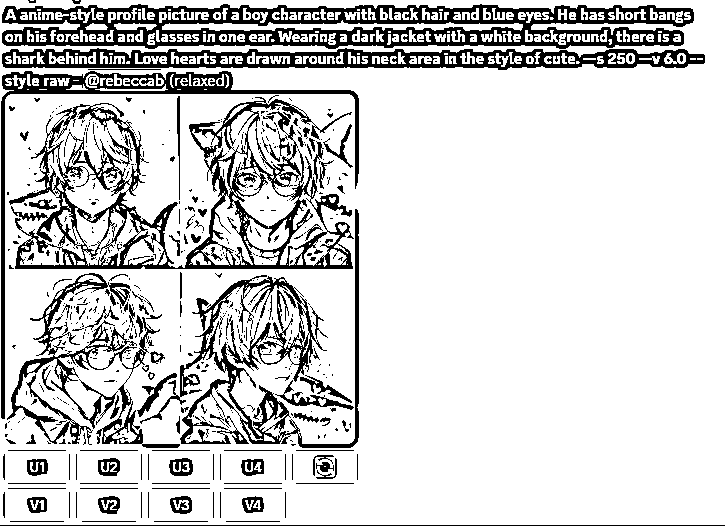 A anime-style profile picture of a boy character with black hair and blue eyes. He has short bangs
on his forehead and glasses in one ear. Wearing a dark jacket with a white background, there is a
shark behind him. Love hearts are drawn around his neck area in the style of cute. --s 250 --v 6.0 --
style raw - @rebeccab (relaxed)
U1 U2 U3 U4
V1 V2 V3 V4